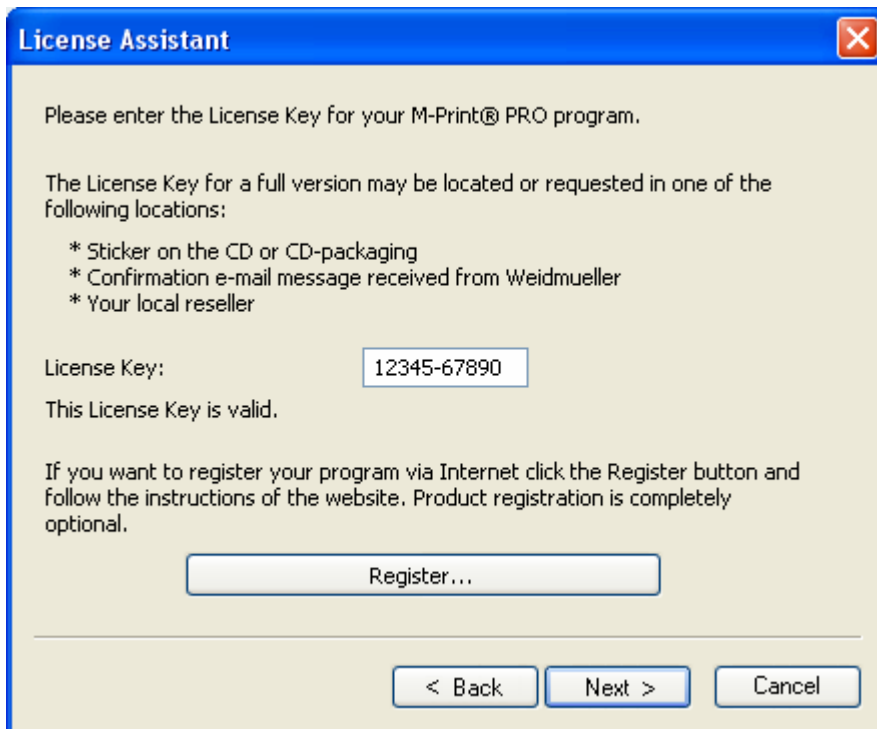 License Assistant
Please enter the License Key for your M-Print® PRO program.
The License Key for a full version may be located or requested in one of the
following locations:
* Sticker on the CD or CD-packaging
* Confirmation e-mail message received from Weidmueller
* Your local reseller
License Key: 12345-67890
This License Key is valid.
If you want to register your program via Internet click the Register button and
follow the instructions of the website. Product registration is completely
optional.
Register...
< Back Next > Cancel